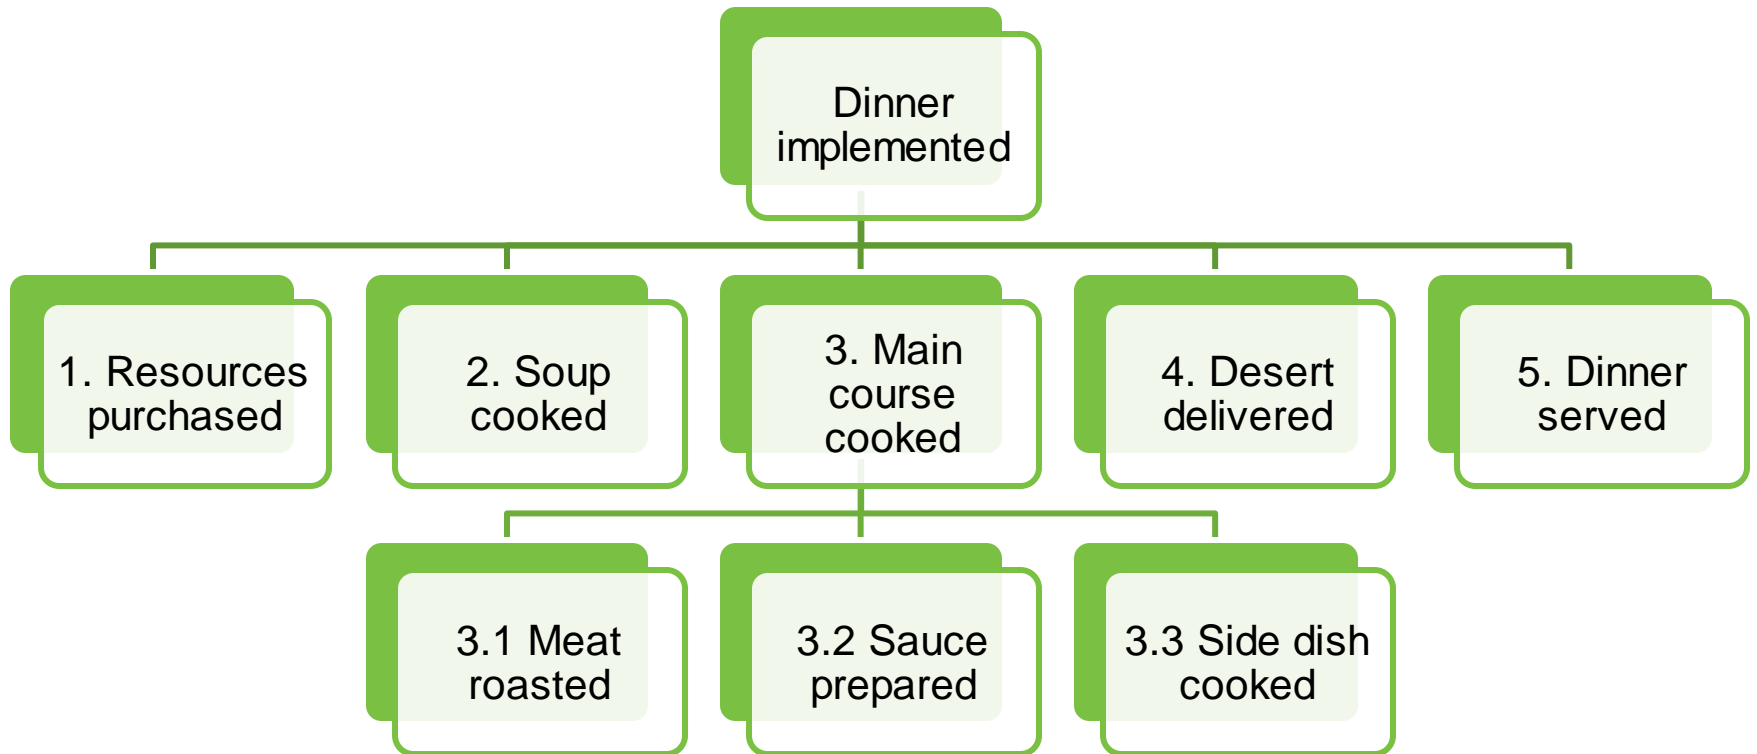 Dinner
implemented
1. Resources
purchased
2. Soup
cooked
3. Main
course
cooked
4. Desert
delivered
5. Dinner
served
3.1 Meat
roasted
3.2 Sauce
prepared
3.3 Side dish
cooked